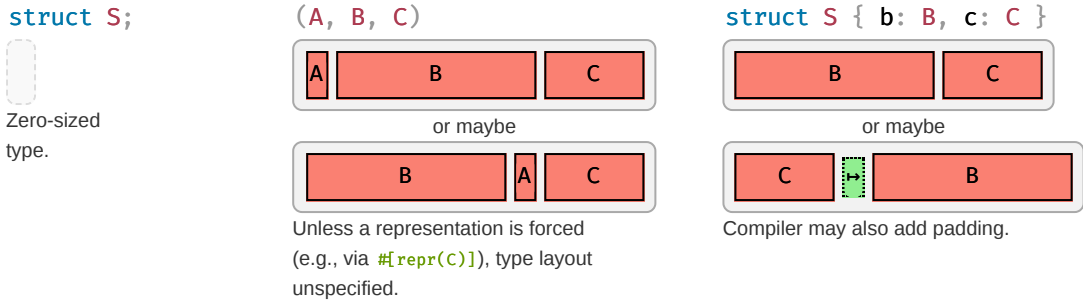 struct S;
Zero-sized
type.
(A, B, C)
A B C
or maybe
B A C
Unless a representation is forced
(e.g., via #[repr(C)]), type layout
unspecified.
struct S { b: B, c: C }
B C
or maybe
C ↦ B
Compiler may also add padding.